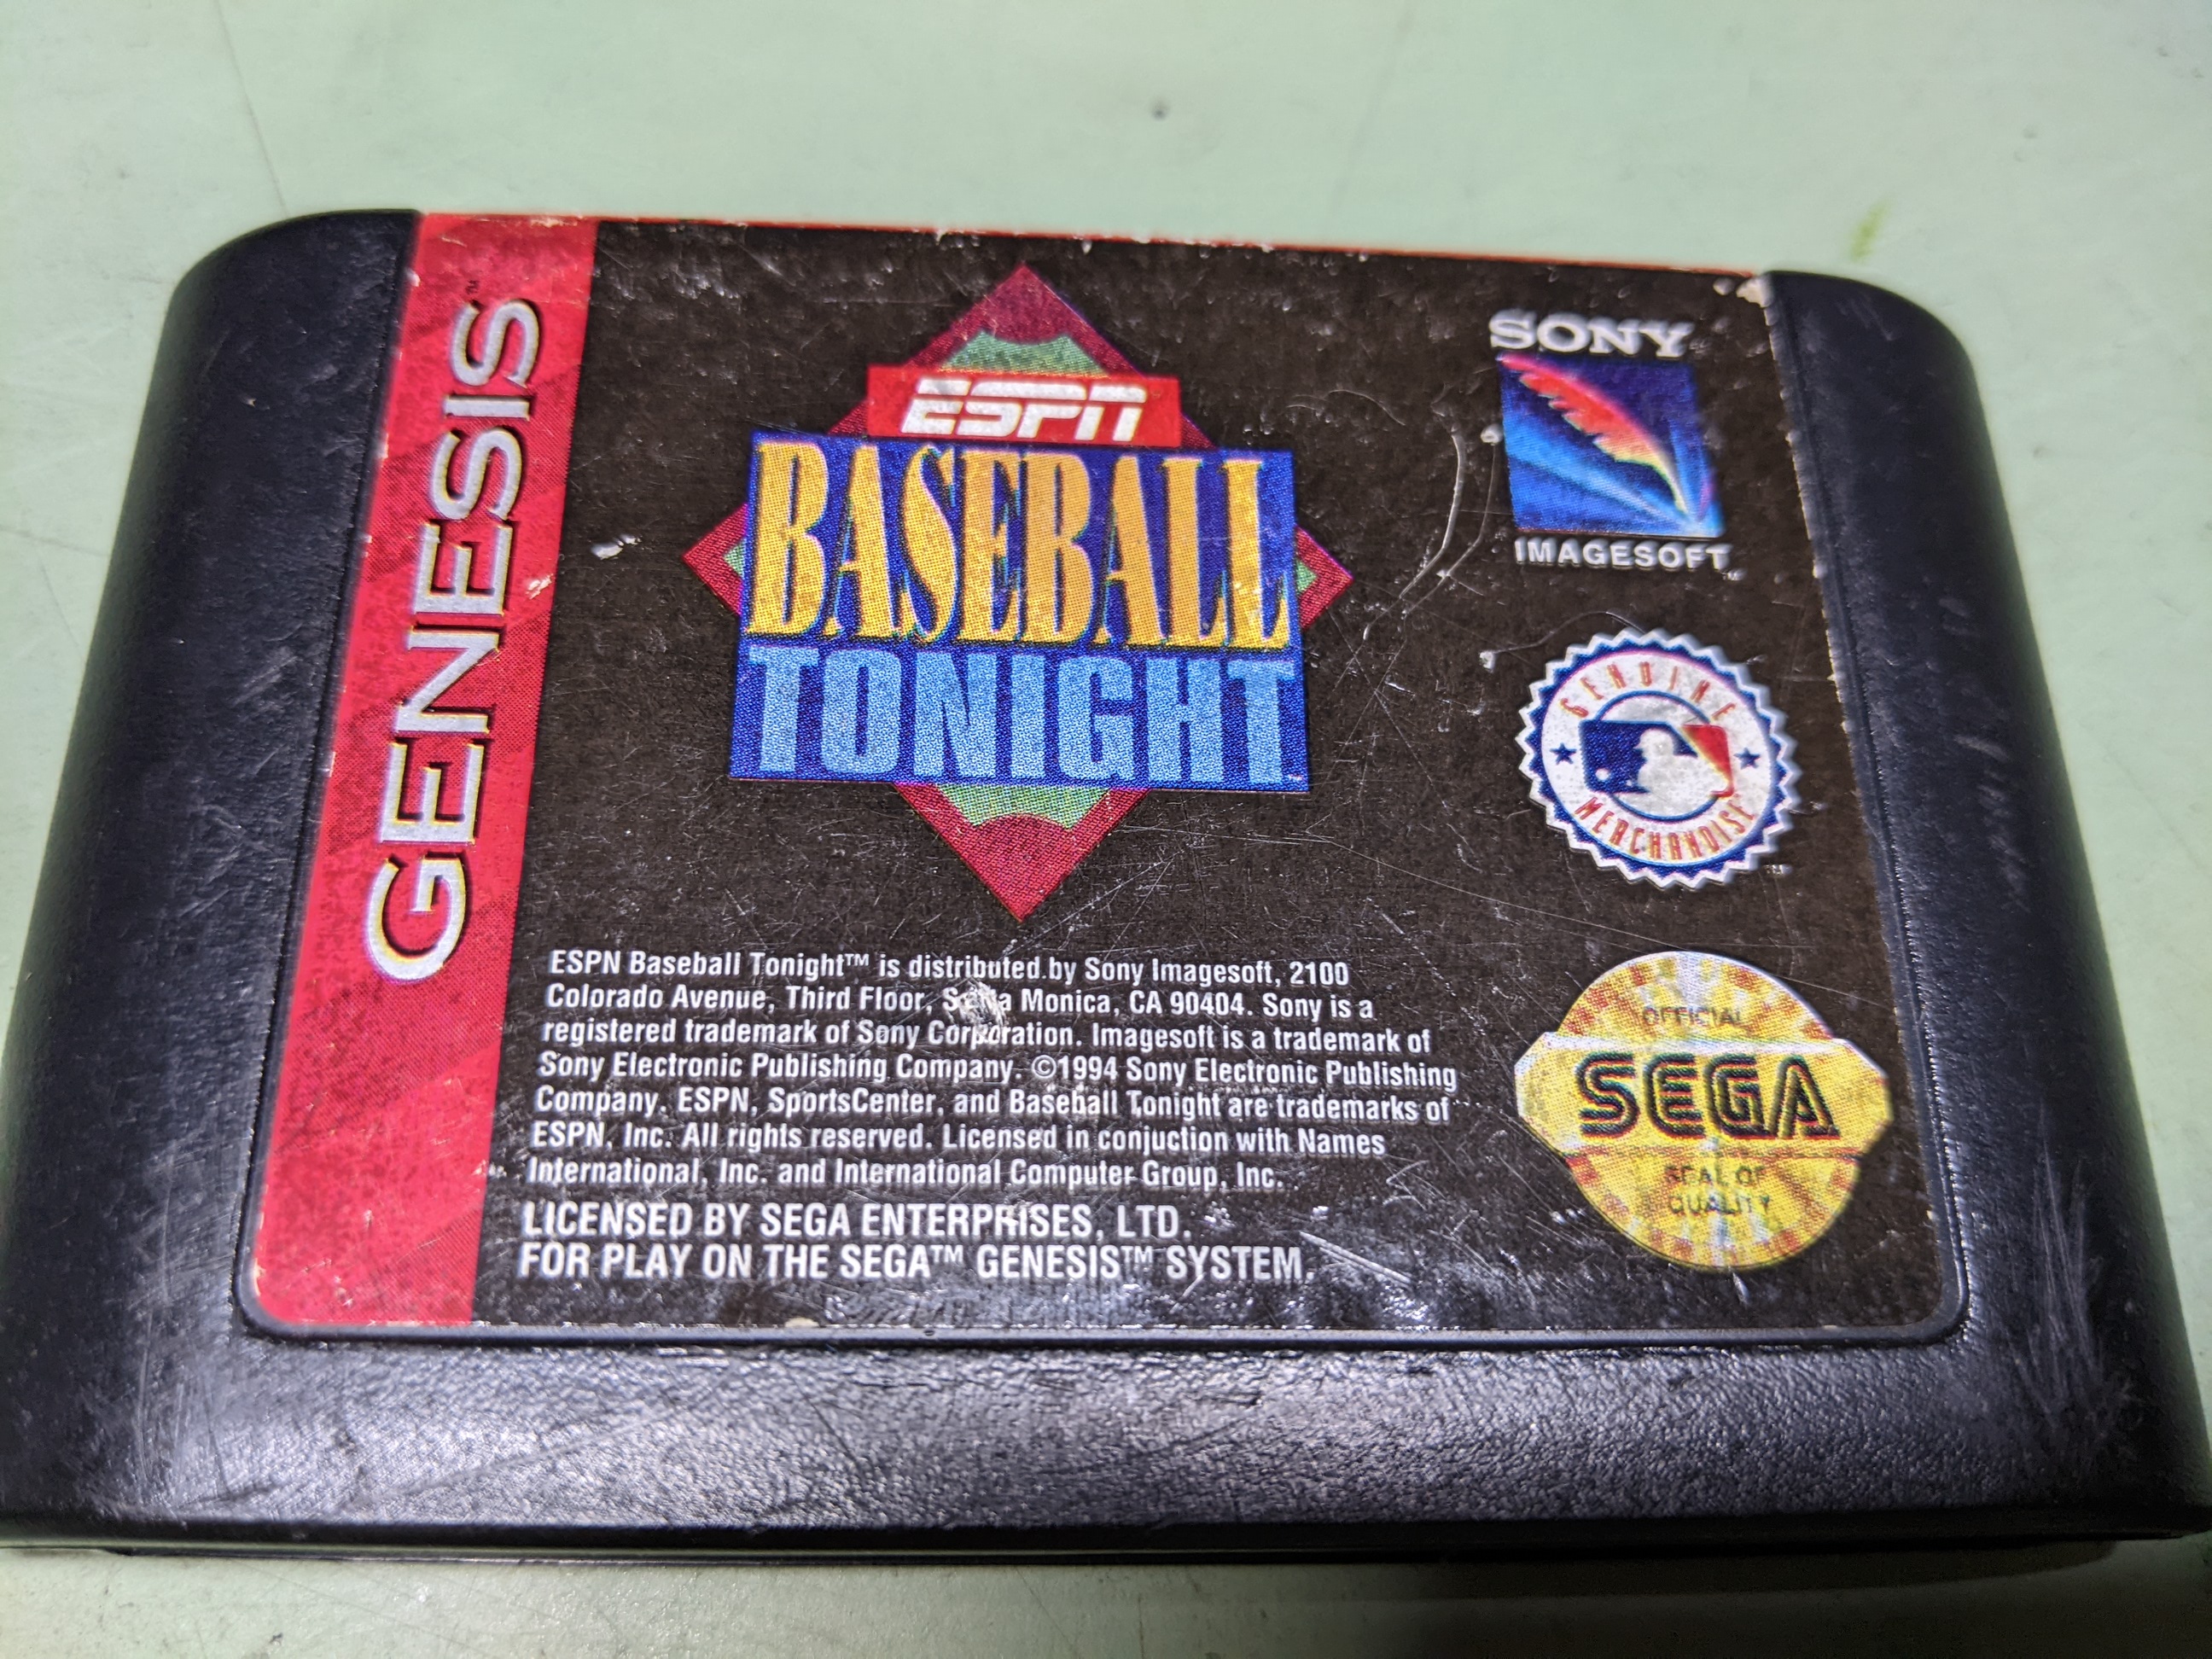 GENESIS™
ESPN
BASEBALL
TONIGHT
SONY
IMAGESOFT
GENUINE
MERCHANDISE
OFFICIAL
SEGA
SEAL OF
QUALITY
ESPN Baseball Tonight™ is distributed by Sony Imagesoft, 2100
Colorado Avenue, Third Floor, Santa Monica, CA 90404. Sony is a
registered trademark of Sony Corporation. Imagesoft is a trademark of
Sony Electronic Publishing Company. ©1994 Sony Electronic Publishing
Company. ESPN, SportsCenter, and Baseball Tonight are trademarks of
ESPN, Inc. All rights reserved. Licensed in conjuction with Names
International, Inc. and International Computer Group, Inc.
LICENSED BY SEGA ENTERPRISES, LTD.
FOR PLAY ON THE SEGA™ GENESIS™ SYSTEM.